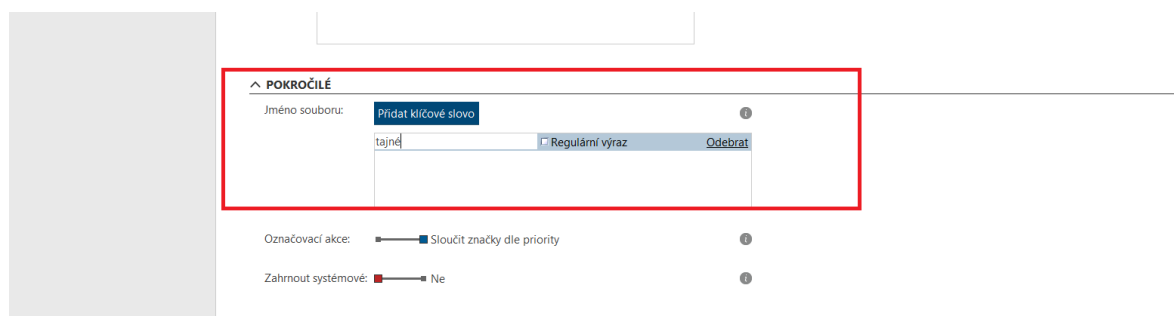 POKROČILÉ
Jméno souboru: Přidat klíčové slovo
tajné Regulární výraz Odebrat
Označovací akce: Sloučit značky dle priority
Zahrnout systémové: Ne